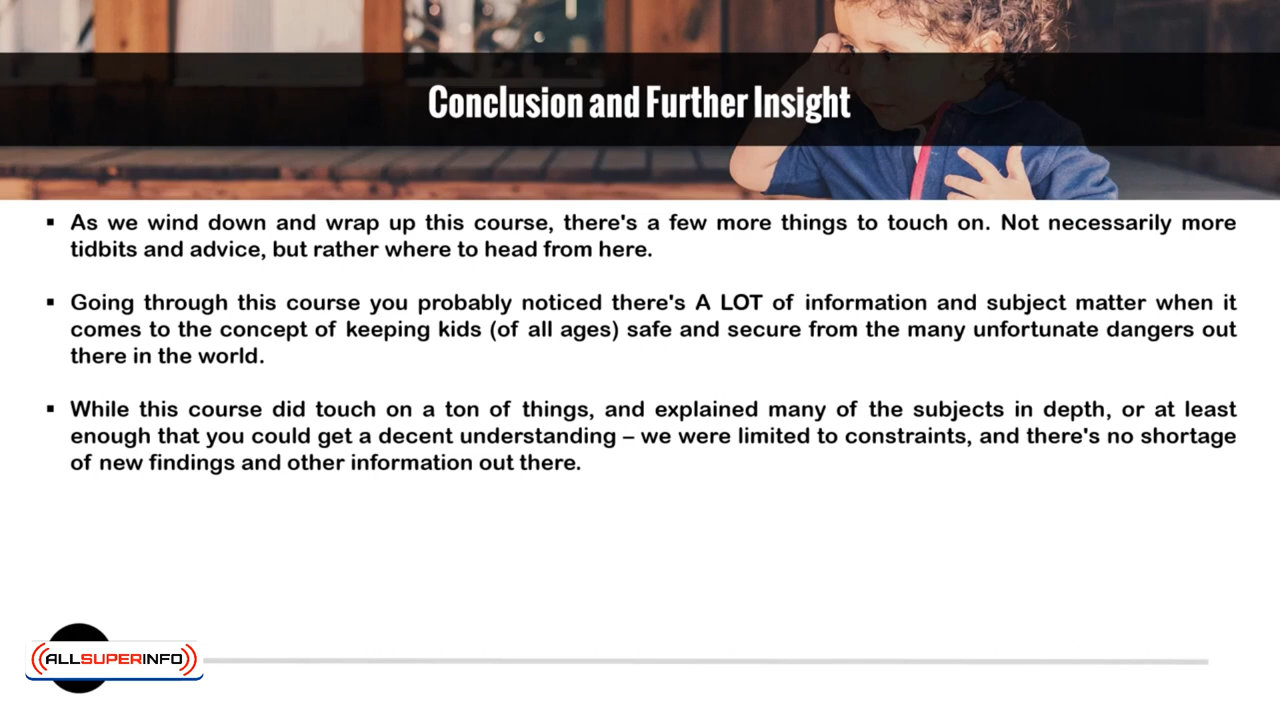 Conclusion and Further Insight
▪ As we wind down and wrap up this course, there's a few more things to touch on. Not necessarily more
tidbits and advice, but rather where to head from here.
▪ Going through this course you probably noticed there's A LOT of information and subject matter when it
comes to the concept of keeping kids (of all ages) safe and secure from the many unfortunate dangers out
there in the world.
▪ While this course did touch on a ton of things, and explained many of the subjects in depth, or at least
enough that you could get a decent understanding – we were limited to constraints, and there's no shortage
of new findings and other information out there.
ALLSUPERINFO